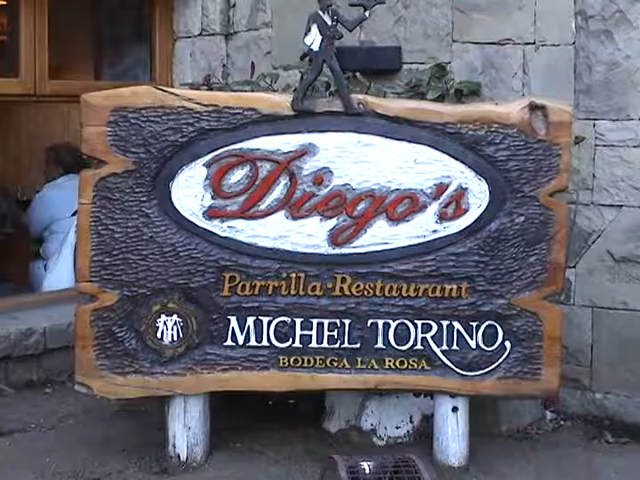 Diego's
Parrilla·Restaurant
MICHEL TORINO,
BODEGA LA ROSA